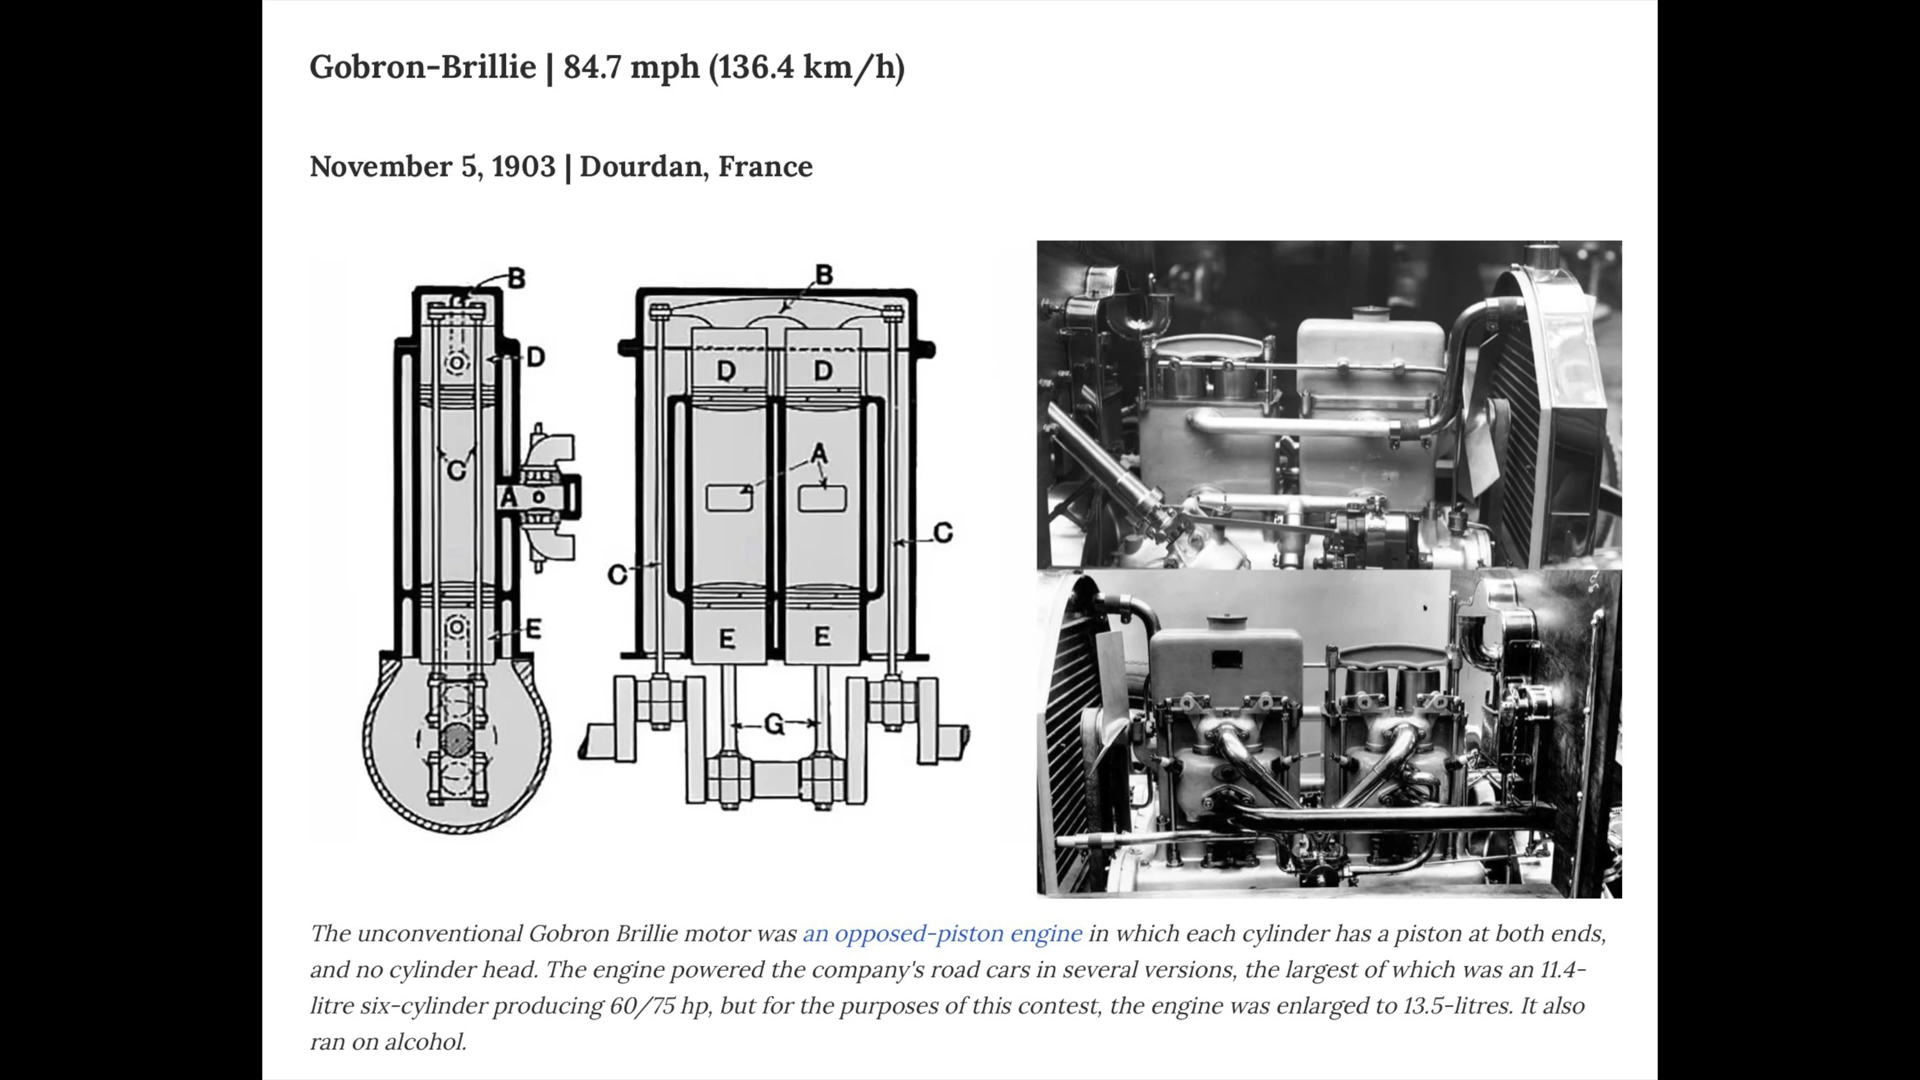 Gobron-Brillie | 84.7 mph (136.4 km/h)
November 5, 1903 | Dourdan, France
B
D
C
A
E
B
D D
A
C
C
E E
G
The unconventional Gobron Brillie motor was an opposed-piston engine in which each cylinder has a piston at both ends,
and no cylinder head. The engine powered the company's road cars in several versions, the largest of which was an 11.4-
litre six-cylinder producing 60/75 hp, but for the purposes of this contest, the engine was enlarged to 13.5-litres. It also
ran on alcohol.